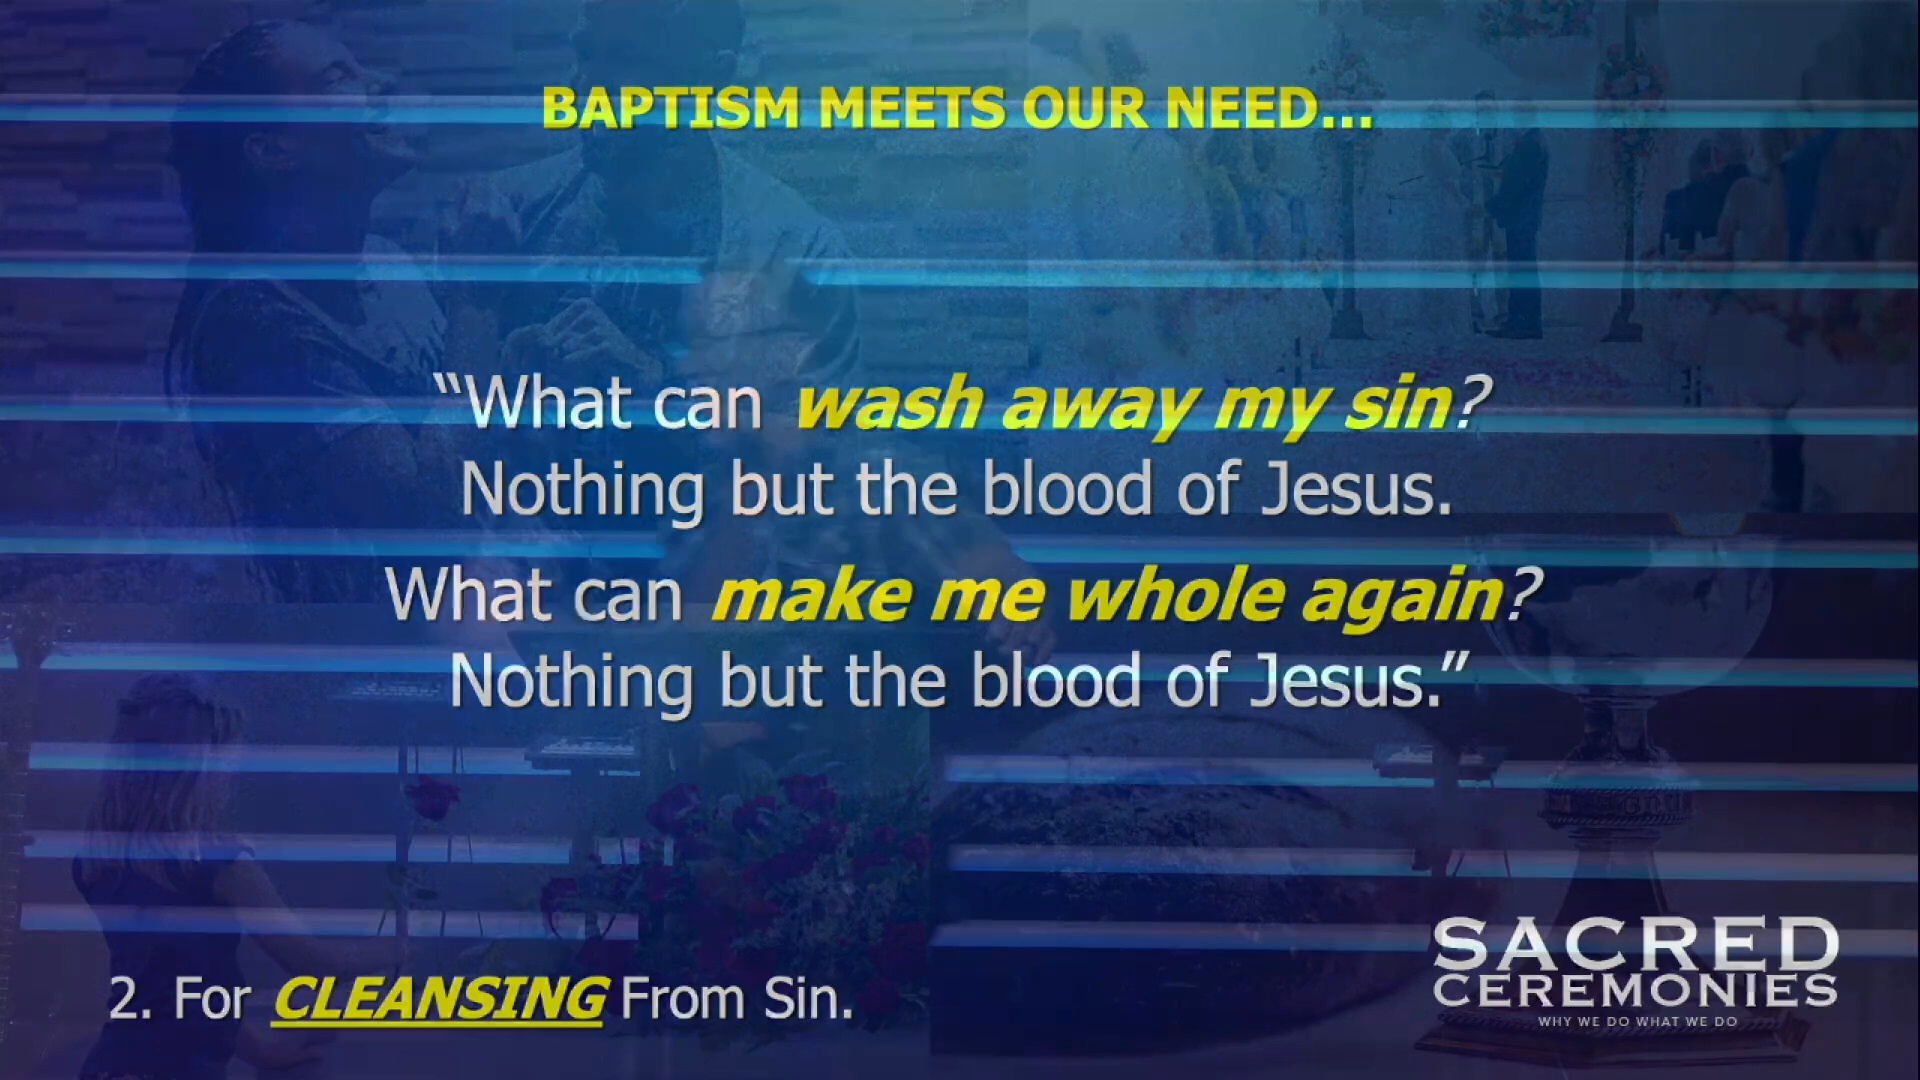 BAPTISM MEETS OUR NEED...
“What can wash away my sin?
Nothing but the blood of Jesus.
What can make me whole again?
Nothing but the blood of Jesus.”
2. For CLEANSING From Sin.
SACRED
CEREMONIES
WHY WE DO WHAT WE DO